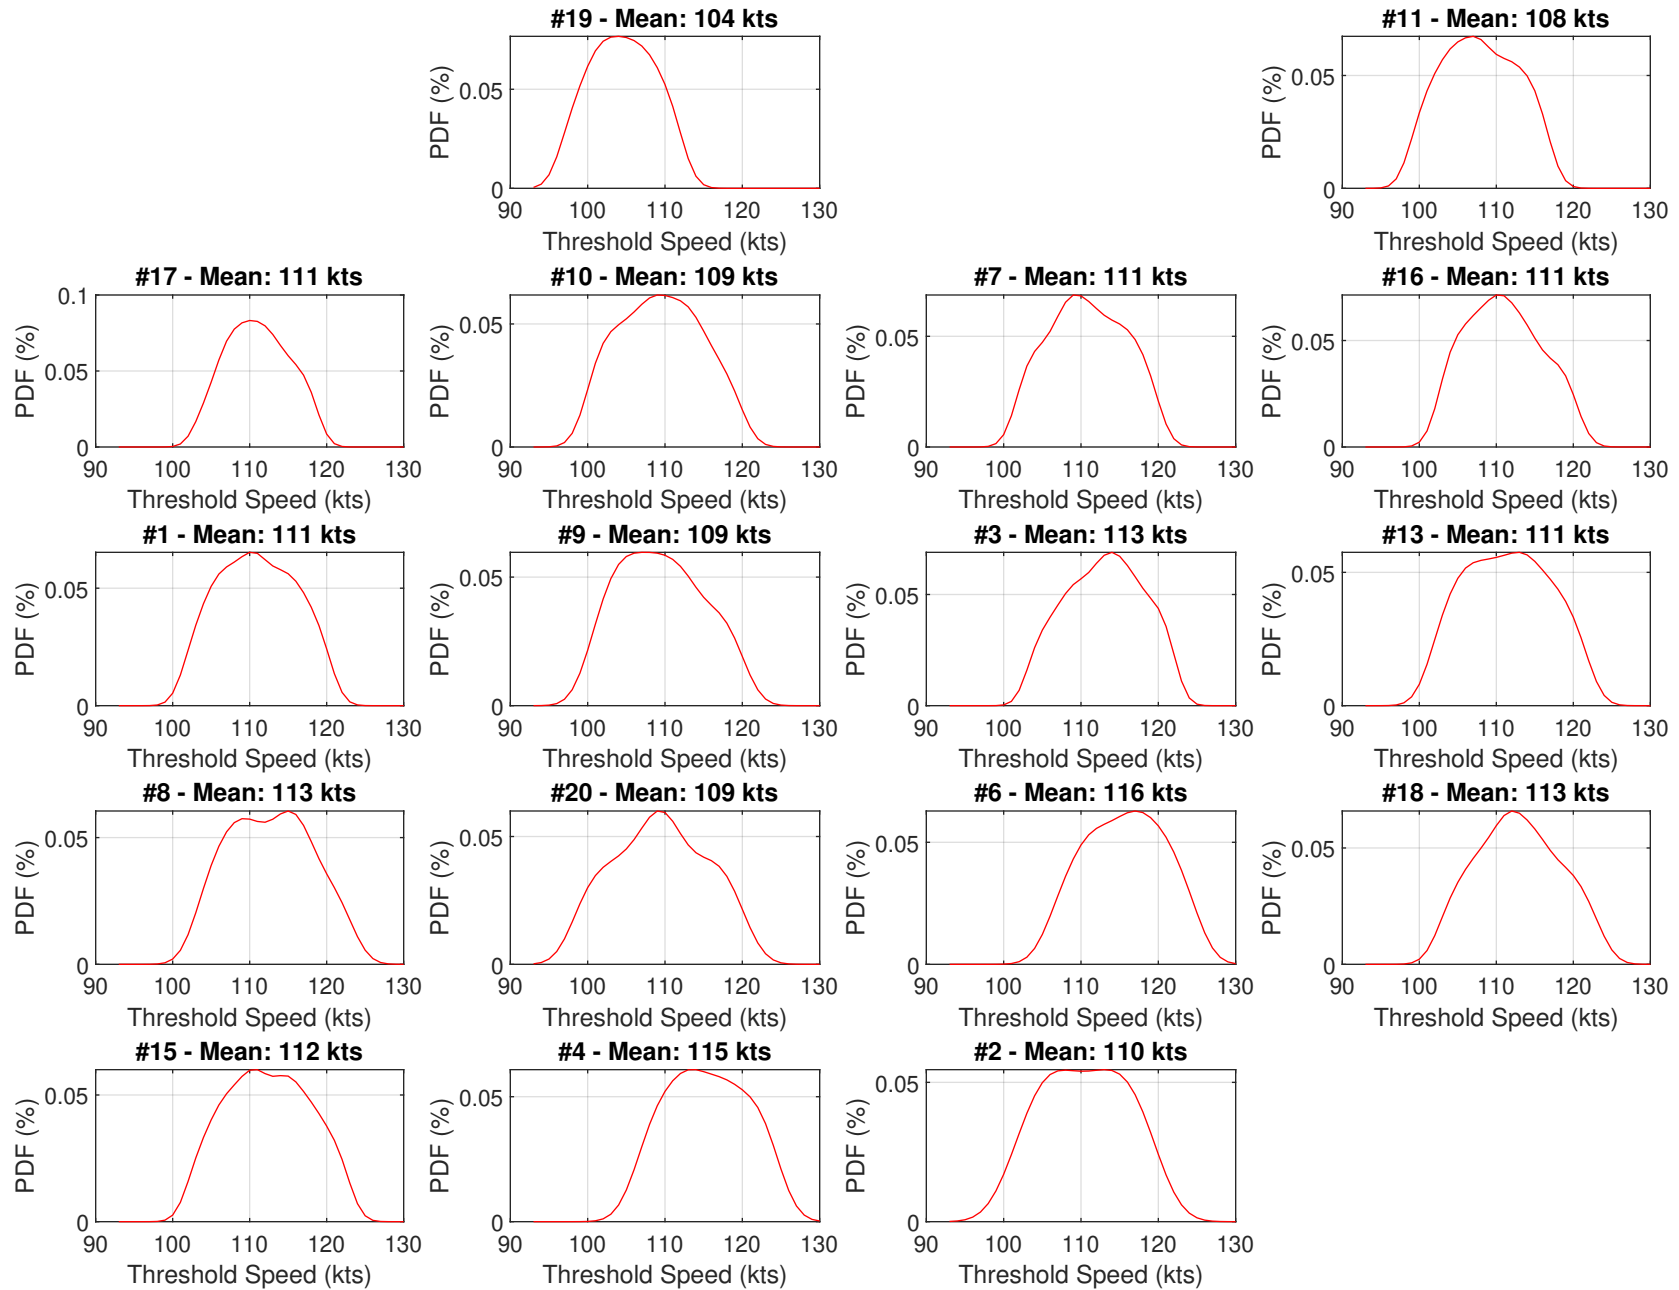 #19 - Mean: 104 kts
PDF (%)
0.05
0
90 100 110 120 130
Threshold Speed (kts)
#11 - Mean: 108 kts
PDF (%)
0.05
0
90 100 110 120 130
Threshold Speed (kts)
#17 - Mean: 111 kts
PDF (%)
0.1
0.05
0
90 100 110 120 130
Threshold Speed (kts)
#10 - Mean: 109 kts
PDF (%)
0.05
0
90 100 110 120 130
Threshold Speed (kts)
#7 - Mean: 111 kts
PDF (%)
0.05
0
90 100 110 120 130
Threshold Speed (kts)
#16 - Mean: 111 kts
PDF (%)
0.05
0
90 100 110 120 130
Threshold Speed (kts)
#1 - Mean: 111 kts
PDF (%)
0.05
0
90 100 110 120 130
Threshold Speed (kts)
#9 - Mean: 109 kts
PDF (%)
0.05
0
90 100 110 120 130
Threshold Speed (kts)
#3 - Mean: 113 kts
PDF (%)
0.05
0
90 100 110 120 130
Threshold Speed (kts)
#13 - Mean: 111 kts
PDF (%)
0.05
0
90 100 110 120 130
Threshold Speed (kts)
#8 - Mean: 113 kts
PDF (%)
0.05
0
90 100 110 120 130
Threshold Speed (kts)
#20 - Mean: 109 kts
PDF (%)
0.05
0
90 100 110 120 130
Threshold Speed (kts)
#6 - Mean: 116 kts
PDF (%)
0.05
0
90 100 110 120 130
Threshold Speed (kts)
#18 - Mean: 113 kts
PDF (%)
0.05
0
90 100 110 120 130
Threshold Speed (kts)
#15 - Mean: 112 kts
PDF (%)
0.05
0
90 100 110 120 130
Threshold Speed (kts)
#4 - Mean: 115 kts
PDF (%)
0.05
0
90 100 110 120 130
Threshold Speed (kts)
#2 - Mean: 110 kts
PDF (%)
0.05
0
90 100 110 120 130
Threshold Speed (kts)